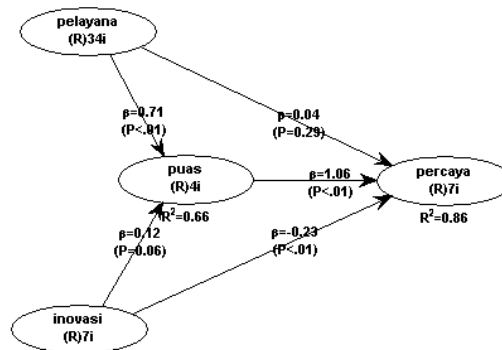 pelayana
(R)34i
β=0.71
(P<.01)
β=0.04
(P=0.29)
puas
(R)4i
R²=0.66
β=1.06
(P<.01)
percaya
(R)7i
R²=0.86
β=0.12
(P=0.06)
β=-0.23
(P<.01)
inovasi
(R)7i